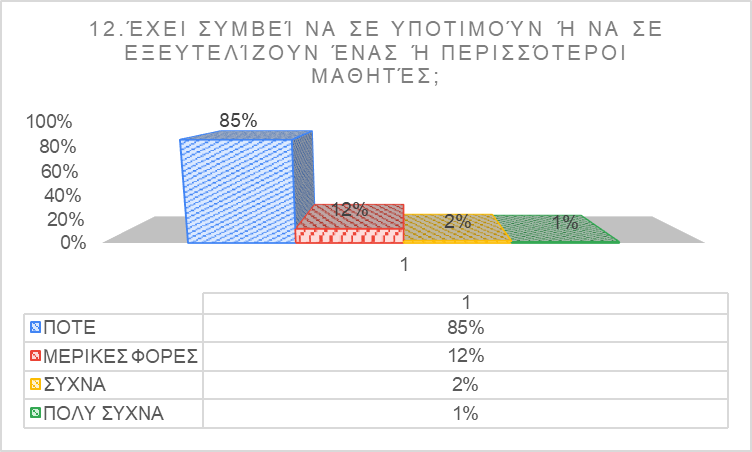 12.ΈΧΕΙ ΣΥΜΒΕΊ ΝΑ ΣΕ ΥΠΟΤΙΜΟΎΝ Ή ΝΑ ΣΕ
ΕΞΕΥΤΕΛΊΖΟΥΝ ΈΝΑΣ Ή ΠΕΡΙΣΣΌΤΕΡΟΙ
ΜΑΘΗΤΈΣ;
100%
80%
60%
40%
20%
0%
85%
12%
2%
1%
1
1
ΠΟΤΕ 85%
ΜΕΡΙΚΕΣ ΦΟΡΕΣ 12%
ΣΥΧΝΑ 2%
ΠΟΛΥ ΣΥΧΝΑ 1%